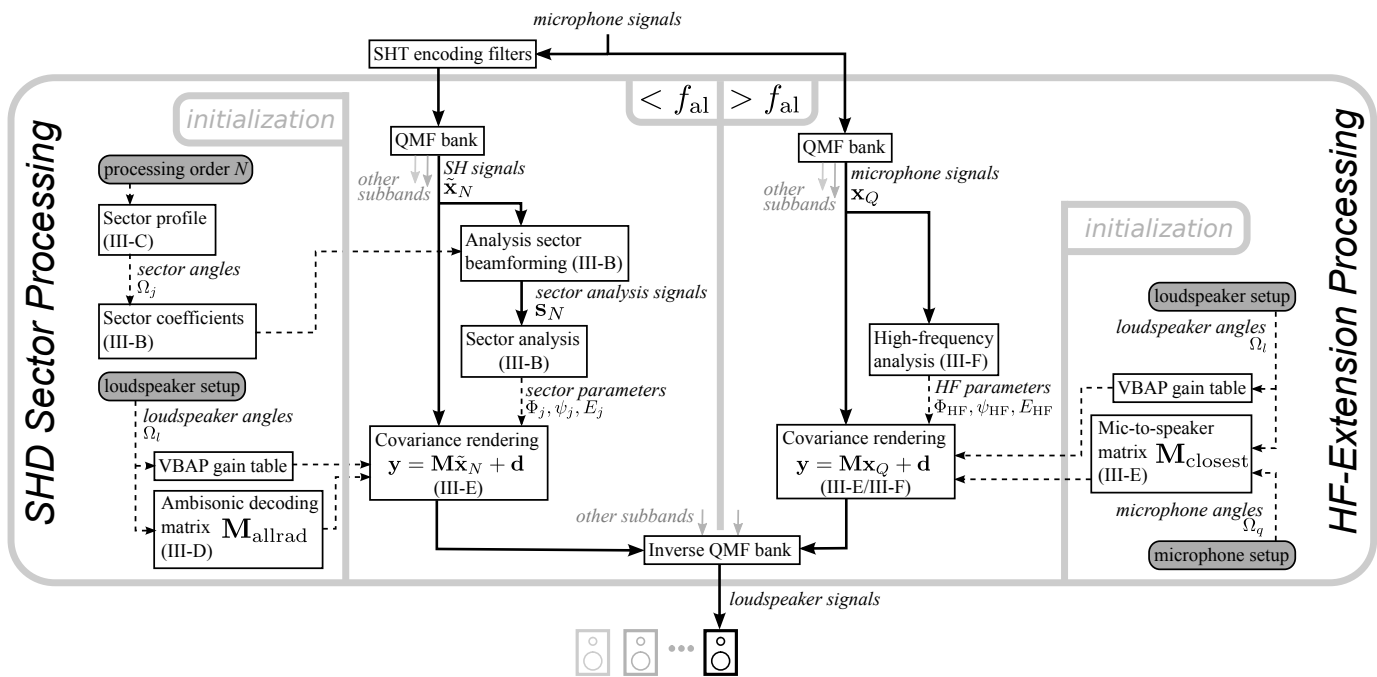 microphone signals
SHT encoding filters
< f_al
> f_al
SHD Sector Processing
initialization
processing order N
Sector profile
(III-C)
sector angles
Ω_j
Sector coefficients
(III-B)
loudspeaker setup
loudspeaker angles
Ω_l
VBAP gain table
Ambisonic decoding
matrix M_allrad
(III-D)
QMF bank
other
subbands
SH signals
x̃_N
Analysis sector
beamforming (III-B)
sector analysis signals
s_N
Sector analysis
(III-B)
sector parameters
Φ_j, ψ_j, E_j
Covariance rendering
y = Mx̃_N + d
(III-E)
QMF bank
other
subbands
microphone signals
x_Q
High-frequency
analysis (III-F)
HF parameters
Φ_HF, ψ_HF, E_HF
Covariance rendering
y = Mx_Q + d
(III-E/III-F)
HF-Extension Processing
initialization
loudspeaker setup
loudspeaker angles
Ω_l
VBAP gain table
Mic-to-speaker
matrix M_closest
(III-E)
microphone angles
Ω_q
microphone setup
other subbands
Inverse QMF bank
loudspeaker signals